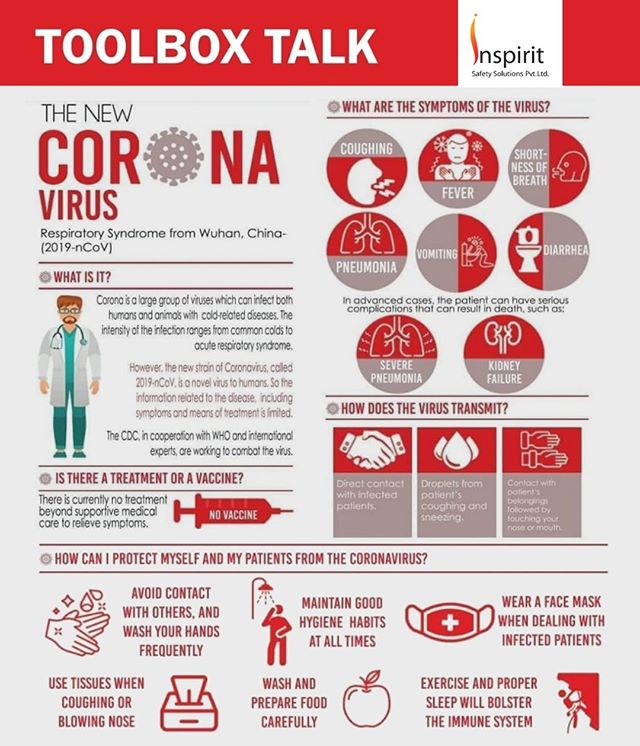 TOOLBOX TALK
inspirit
Safety Solutions Pvt.Ltd.
THE NEW
CORONA
VIRUS
Respiratory Syndrome from Wuhan, China-
(2019-nCoV)
WHAT IS IT?
Corona is a large group of viruses which can infect both
humans and animals with cold-related diseases. The
intensity of the infection ranges from common colds to
acute respiratory syndrome.
However, the new strain of Coronavirus, called
2019-nCoV, is a novel virus to humans. So the
information related to the disease, including
symptoms and means of treatment is limited.
The CDC, in cooperation with WHO and international
experts, are working to combat the virus.
IS THERE A TREATMENT OR A VACCINE?
There is currently no treatment
beyond supportive medical
care to relieve symptoms.
NO VACCINE
WHAT ARE THE SYMPTOMS OF THE VIRUS?
COUGHING
FEVER
SHORT-
NESS OF
BREATH
PNEUMONIA
VOMITING
DIARRHEA
In advanced cases, the patient can have serious
complications that can result in death, such as:
SEVERE
PNEUMONIA
KIDNEY
FAILURE
HOW DOES THE VIRUS TRANSMIT?
Direct contact
with infected
patients.
Droplets from
patient's
coughing and
sneezing.
Contact with
patient's
belongings
followed by
touching your
nose or mouth.
HOW CAN I PROTECT MYSELF AND MY PATIENTS FROM THE CORONAVIRUS?
AVOID CONTACT
WITH OTHERS, AND
WASH YOUR HANDS
FREQUENTLY
MAINTAIN GOOD
HYGIENE HABITS
AT ALL TIMES
WEAR A FACE MASK
WHEN DEALING WITH
INFECTED PATIENTS
USE TISSUES WHEN
COUGHING OR
BLOWING NOSE
WASH AND
PREPARE FOOD
CAREFULLY
EXERCISE AND PROPER
SLEEP WILL BOLSTER
THE IMMUNE SYSTEM